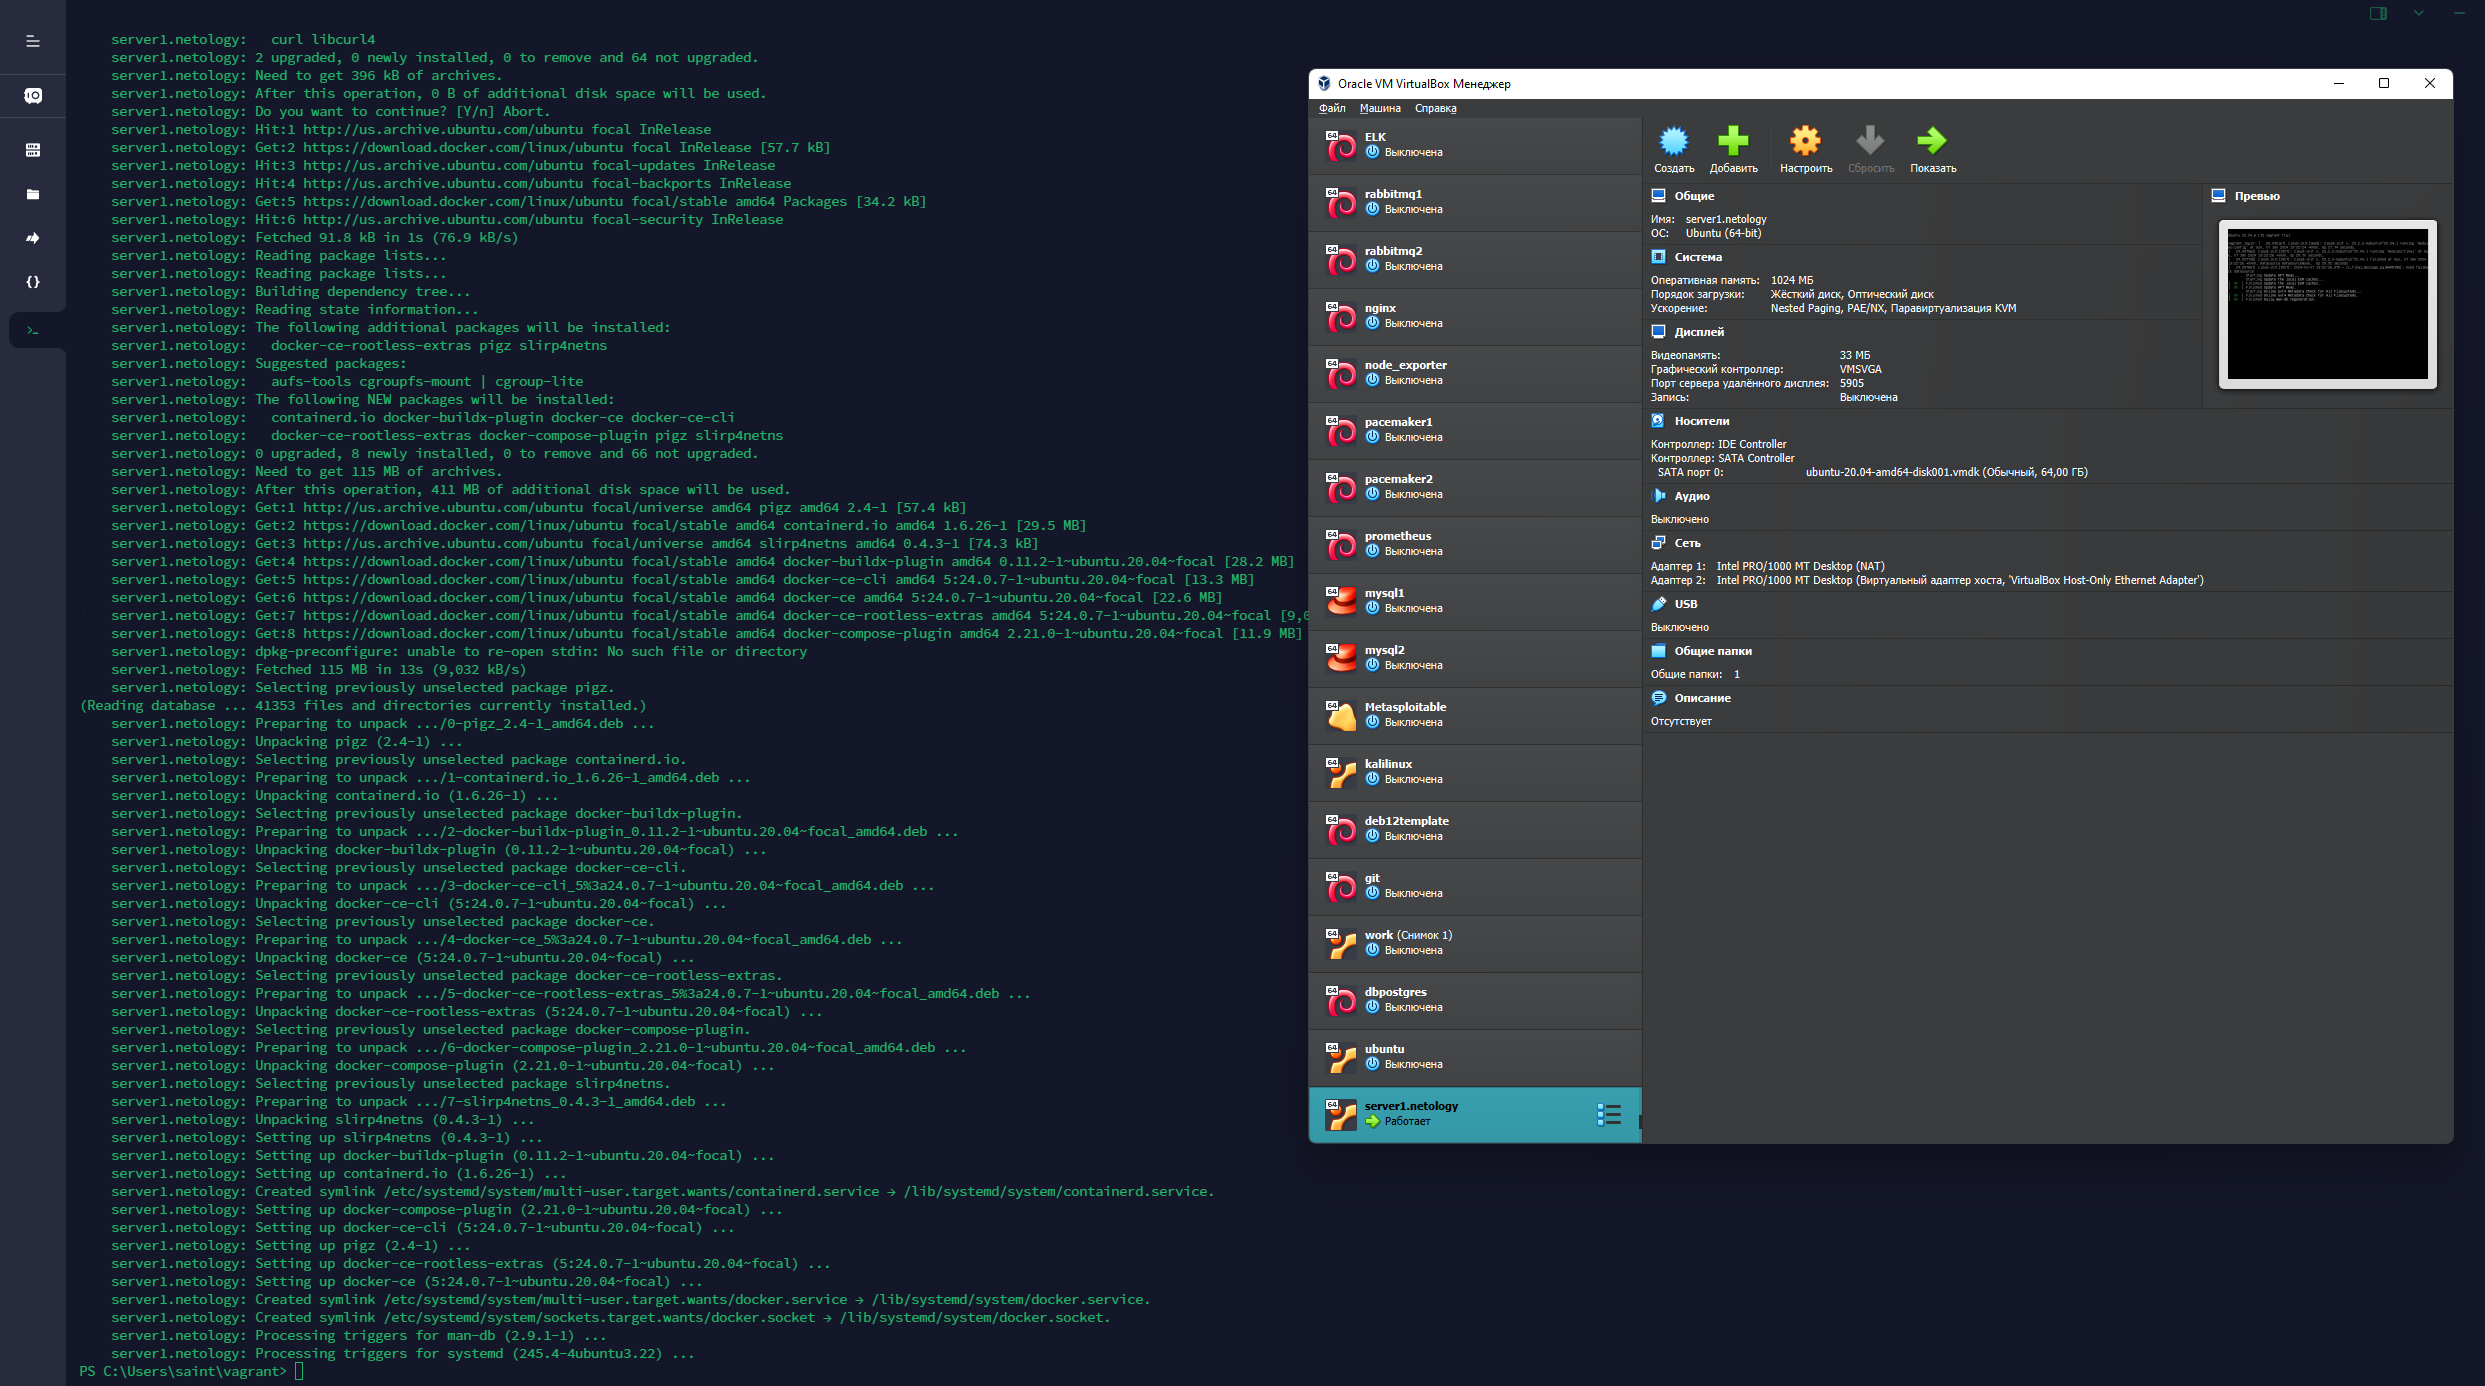 server1.netology:   curl libcurl4
server1.netology: 2 upgraded, 0 newly installed, 0 to remove and 64 not upgraded.
server1.netology: Need to get 396 kB of archives.
server1.netology: After this operation, 0 B of additional disk space will be used.
server1.netology: Do you want to continue? [Y/n] Abort.
server1.netology: Hit:1 http://us.archive.ubuntu.com/ubuntu focal InRelease
server1.netology: Get:2 https://download.docker.com/linux/ubuntu focal InRelease [57.7 kB]
server1.netology: Hit:3 http://us.archive.ubuntu.com/ubuntu focal-updates InRelease
server1.netology: Hit:4 http://us.archive.ubuntu.com/ubuntu focal-backports InRelease
server1.netology: Get:5 https://download.docker.com/linux/ubuntu focal/stable amd64 Packages [34.2 kB]
server1.netology: Hit:6 http://us.archive.ubuntu.com/ubuntu focal-security InRelease
server1.netology: Fetched 91.8 kB in 1s (76.9 kB/s)
server1.netology: Reading package lists...
server1.netology: Reading package lists...
server1.netology: Building dependency tree...
server1.netology: Reading state information...
server1.netology: The following additional packages will be installed:
server1.netology:   docker-ce-rootless-extras pigz slirp4netns
server1.netology: Suggested packages:
server1.netology:   aufs-tools cgroupfs-mount | cgroup-lite
server1.netology: The following NEW packages will be installed:
server1.netology:   containerd.io docker-buildx-plugin docker-ce docker-ce-cli
server1.netology:   docker-ce-rootless-extras docker-compose-plugin pigz slirp4netns
server1.netology: 0 upgraded, 8 newly installed, 0 to remove and 66 not upgraded.
server1.netology: Need to get 115 MB of archives.
server1.netology: After this operation, 411 MB of additional disk space will be used.
server1.netology: Get:1 http://us.archive.ubuntu.com/ubuntu focal/universe amd64 pigz amd64 2.4-1 [57.4 kB]
server1.netology: Get:2 https://download.docker.com/linux/ubuntu focal/stable amd64 containerd.io amd64 1.6.26-1 [29.5 MB]
server1.netology: Get:3 http://us.archive.ubuntu.com/ubuntu focal/universe amd64 slirp4netns amd64 0.4.3-1 [74.3 kB]
server1.netology: Get:4 https://download.docker.com/linux/ubuntu focal/stable amd64 docker-buildx-plugin amd64 0.11.2-1~ubuntu.20.04~focal [28.2 MB]
server1.netology: Get:5 https://download.docker.com/linux/ubuntu focal/stable amd64 docker-ce-cli amd64 5:24.0.7-1~ubuntu.20.04~focal [13.3 MB]
server1.netology: Get:6 https://download.docker.com/linux/ubuntu focal/stable amd64 docker-ce amd64 5:24.0.7-1~ubuntu.20.04~focal [22.6 MB]
server1.netology: Get:7 https://download.docker.com/linux/ubuntu focal/stable amd64 docker-ce-rootless-extras amd64 5:24.0.7-1~ubuntu.20.04~focal [9,0
server1.netology: Get:8 https://download.docker.com/linux/ubuntu focal/stable amd64 docker-compose-plugin amd64 2.21.0-1~ubuntu.20.04~focal [11.9 MB]
server1.netology: dpkg-preconfigure: unable to re-open stdin: No such file or directory
server1.netology: Fetched 115 MB in 13s (9,032 kB/s)
server1.netology: Selecting previously unselected package pigz.
(Reading database ... 41353 files and directories currently installed.)
server1.netology: Preparing to unpack .../0-pigz_2.4-1_amd64.deb ...
server1.netology: Unpacking pigz (2.4-1) ...
server1.netology: Selecting previously unselected package containerd.io.
server1.netology: Preparing to unpack .../1-containerd.io_1.6.26-1_amd64.deb ...
server1.netology: Unpacking containerd.io (1.6.26-1) ...
server1.netology: Selecting previously unselected package docker-buildx-plugin.
server1.netology: Preparing to unpack .../2-docker-buildx-plugin_0.11.2-1~ubuntu.20.04~focal_amd64.deb ...
server1.netology: Unpacking docker-buildx-plugin (0.11.2-1~ubuntu.20.04~focal) ...
server1.netology: Selecting previously unselected package docker-ce-cli.
server1.netology: Preparing to unpack .../3-docker-ce-cli_5%3a24.0.7-1~ubuntu.20.04~focal_amd64.deb ...
server1.netology: Unpacking docker-ce-cli (5:24.0.7-1~ubuntu.20.04~focal) ...
server1.netology: Selecting previously unselected package docker-ce.
server1.netology: Preparing to unpack .../4-docker-ce_5%3a24.0.7-1~ubuntu.20.04~focal_amd64.deb ...
server1.netology: Unpacking docker-ce (5:24.0.7-1~ubuntu.20.04~focal) ...
server1.netology: Selecting previously unselected package docker-ce-rootless-extras.
server1.netology: Preparing to unpack .../5-docker-ce-rootless-extras_5%3a24.0.7-1~ubuntu.20.04~focal_amd64.deb ...
server1.netology: Unpacking docker-ce-rootless-extras (5:24.0.7-1~ubuntu.20.04~focal) ...
server1.netology: Selecting previously unselected package docker-compose-plugin.
server1.netology: Preparing to unpack .../6-docker-compose-plugin_2.21.0-1~ubuntu.20.04~focal_amd64.deb ...
server1.netology: Unpacking docker-compose-plugin (2.21.0-1~ubuntu.20.04~focal) ...
server1.netology: Selecting previously unselected package slirp4netns.
server1.netology: Preparing to unpack .../7-slirp4netns_0.4.3-1_amd64.deb ...
server1.netology: Unpacking slirp4netns (0.4.3-1) ...
server1.netology: Setting up slirp4netns (0.4.3-1) ...
server1.netology: Setting up docker-buildx-plugin (0.11.2-1~ubuntu.20.04~focal) ...
server1.netology: Setting up containerd.io (1.6.26-1) ...
server1.netology: Created symlink /etc/systemd/system/multi-user.target.wants/containerd.service → /lib/systemd/system/containerd.service.
server1.netology: Setting up docker-compose-plugin (2.21.0-1~ubuntu.20.04~focal) ...
server1.netology: Setting up docker-ce-cli (5:24.0.7-1~ubuntu.20.04~focal) ...
server1.netology: Setting up pigz (2.4-1) ...
server1.netology: Setting up docker-ce-rootless-extras (5:24.0.7-1~ubuntu.20.04~focal) ...
server1.netology: Setting up docker-ce (5:24.0.7-1~ubuntu.20.04~focal) ...
server1.netology: Created symlink /etc/systemd/system/multi-user.target.wants/docker.service → /lib/systemd/system/docker.service.
server1.netology: Created symlink /etc/systemd/system/sockets.target.wants/docker.socket → /lib/systemd/system/docker.socket.
server1.netology: Processing triggers for man-db (2.9.1-1) ...
server1.netology: Processing triggers for systemd (245.4-4ubuntu3.22) ...
PS C:\Users\saint\vagrant>
Oracle VM VirtualBox Менеджер
Файл Машина Справка
64 ELK
Выключена
64 rabbitmq1
Выключена
64 rabbitmq2
Выключена
64 nginx
Выключена
64 node_exporter
Выключена
64 pacemaker1
Выключена
64 pacemaker2
Выключена
64 prometheus
Выключена
64 mysql1
Выключена
64 mysql2
Выключена
64 Metasploitable
Выключена
64 kalilinux
Выключена
64 deb12template
Выключена
64 git
Выключена
64 work (Снимок 1)
Выключена
64 dbpostgres
Выключена
64 ubuntu
Выключена
64 server1.netology
Работает
Создать Добавить Настроить Сбросить Показать
Общие
Имя: server1.netology
ОС: Ubuntu (64-bit)
Система
Оперативная память: 1024 МБ
Порядок загрузки: Жёсткий диск, Оптический диск
Ускорение: Nested Paging, PAE/NX, Паравиртуализация KVM
Дисплей
Видеопамять: 33 МБ
Графический контроллер: VMSVGA
Порт сервера удалённого дисплея: 5905
Запись: Выключена
Носители
Контроллер: IDE Controller
Контроллер: SATA Controller
SATA порт 0: ubuntu-20.04-amd64-disk001.vmdk (Обычный, 64,00 ГБ)
Аудио
Выключено
Сеть
Адаптер 1: Intel PRO/1000 MT Desktop (NAT)
Адаптер 2: Intel PRO/1000 MT Desktop (Виртуальный адаптер хоста, 'VirtualBox Host-Only Ethernet Adapter')
USB
Выключено
Общие папки
Общие папки: 1
Описание
Отсутствует
Превью